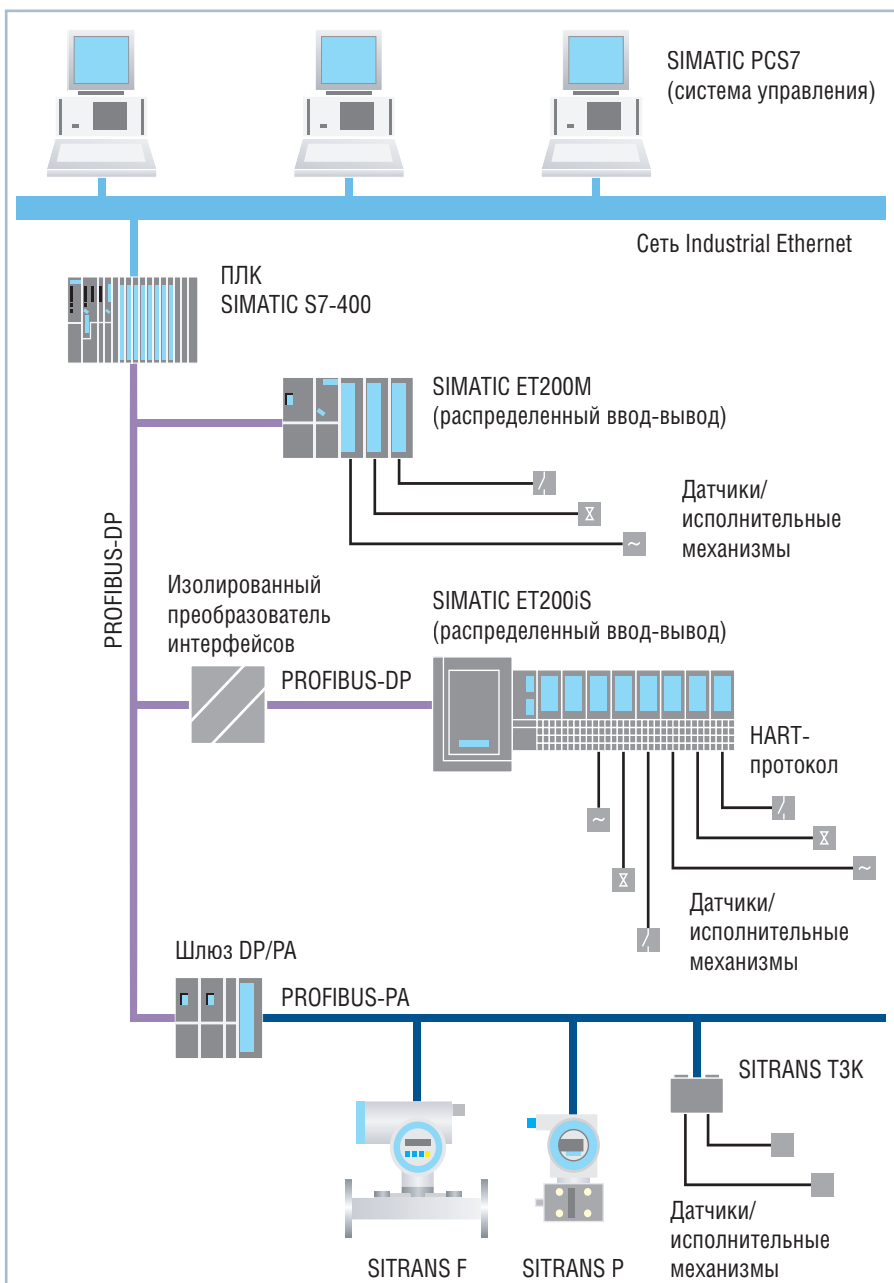 SIMATIC PCS7
(система управления)
Сеть Industrial Ethernet
ПЛК
SIMATIC S7-400
SIMATIC ET200M
(распределенный ввод-вывод)
Датчики/
исполнительные
механизмы
PROFIBUS-DP
Изолированный
преобразователь
интерфейсов
SIMATIC ET200iS
(распределенный ввод-вывод)
PROFIBUS-DP
HART-
протокол
Датчики/
исполнительные
механизмы
Шлюз DP/PA
PROFIBUS-PA
SITRANS T3K
Датчики/
исполнительные
механизмы
SITRANS F
SITRANS P